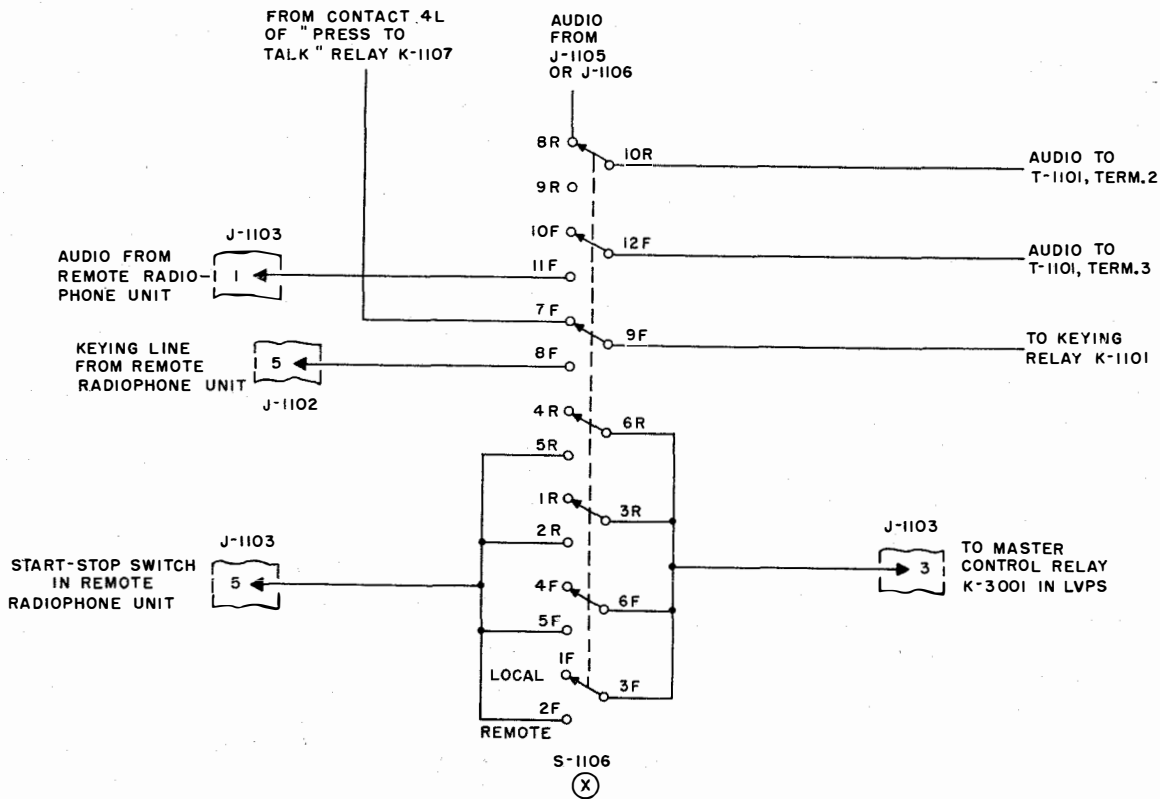 FROM CONTACT 4L
OF "PRESS TO
TALK" RELAY K-1107
AUDIO
FROM
J-1105
OR J-1106
8R
10R
AUDIO TO
T-1101, TERM.2
9R
10F
12F
AUDIO TO
T-1101, TERM.3
J-1103
AUDIO FROM
REMOTE RADIO-
PHONE UNIT
1
11F
7F
9F
TO KEYING
RELAY K-1101
KEYING LINE
FROM REMOTE
RADIOPHONE UNIT
5
J-1102
8F
4R
6R
5R
1R
3R
2R
J-1103
START-STOP SWITCH
IN REMOTE
RADIOPHONE UNIT
5
4F
6F
5F
J-1103
3
TO MASTER
CONTROL RELAY
K-3001 IN LVPS
1F
LOCAL
3F
2F
REMOTE
S-1106
X